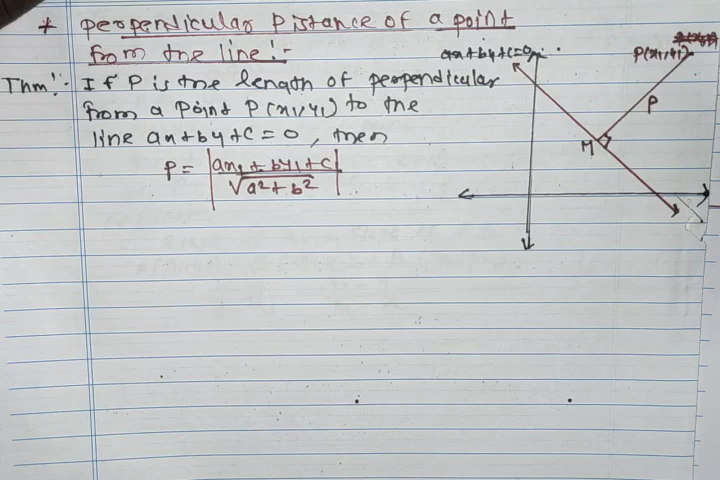 * perpendicular Distance of a point
from the line:-
Thm:- If P is the length of perpendicular
from a point P(x1,y1) to the
line ax+by+c=0, then
P = |ax1+by1+c / √a²+b²|
ax+by+c=0
P(x1,y1)
P
M